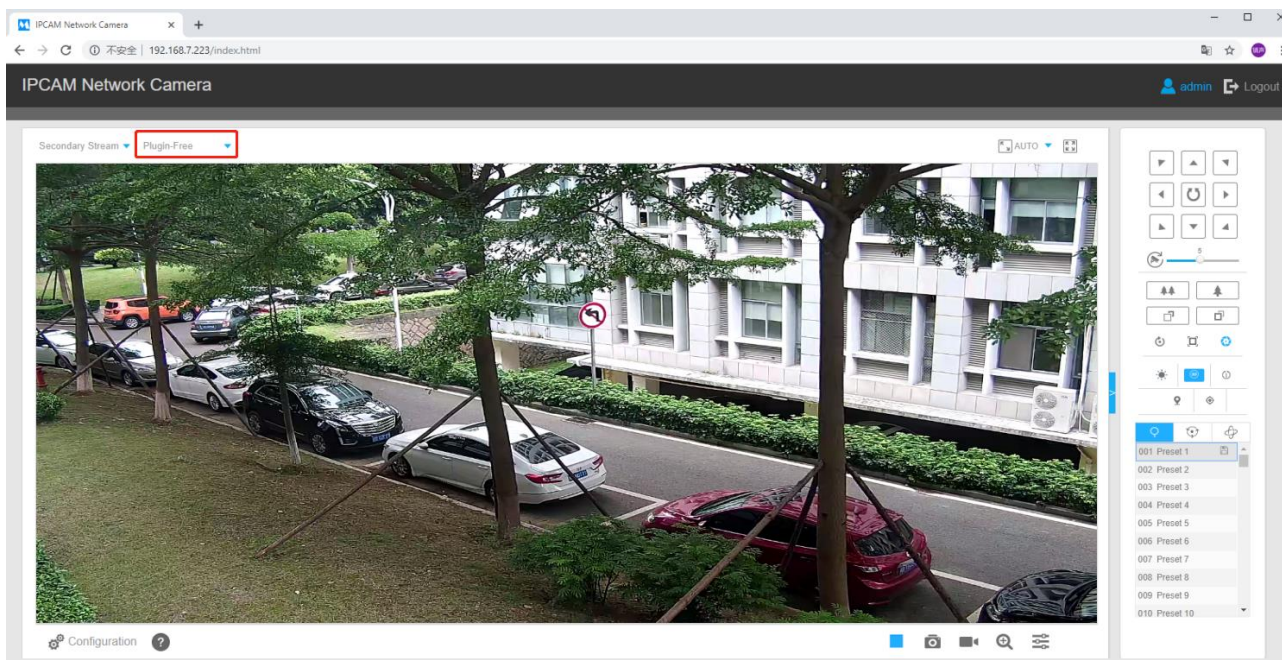 IPCAM Network Camera
不安全 | 192.168.7.223/index.html
IPCAM Network Camera
admin
Logout
Secondary Stream
Plugin-Free
AUTO
5
001 Preset 1
002 Preset 2
003 Preset 3
004 Preset 4
005 Preset 5
006 Preset 6
007 Preset 7
008 Preset 8
009 Preset 9
010 Preset 10
Configuration